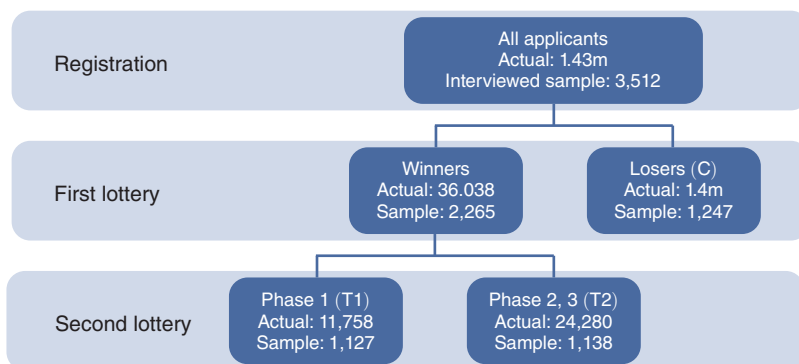 Registration
All applicants
Actual: 1.43m
Interviewed sample: 3,512
First lottery
Winners
Actual: 36.038
Sample: 2,265
Losers (C)
Actual: 1.4m
Sample: 1,247
Second lottery
Phase 1 (T1)
Actual: 11,758
Sample: 1,127
Phase 2, 3 (T2)
Actual: 24,280
Sample: 1,138